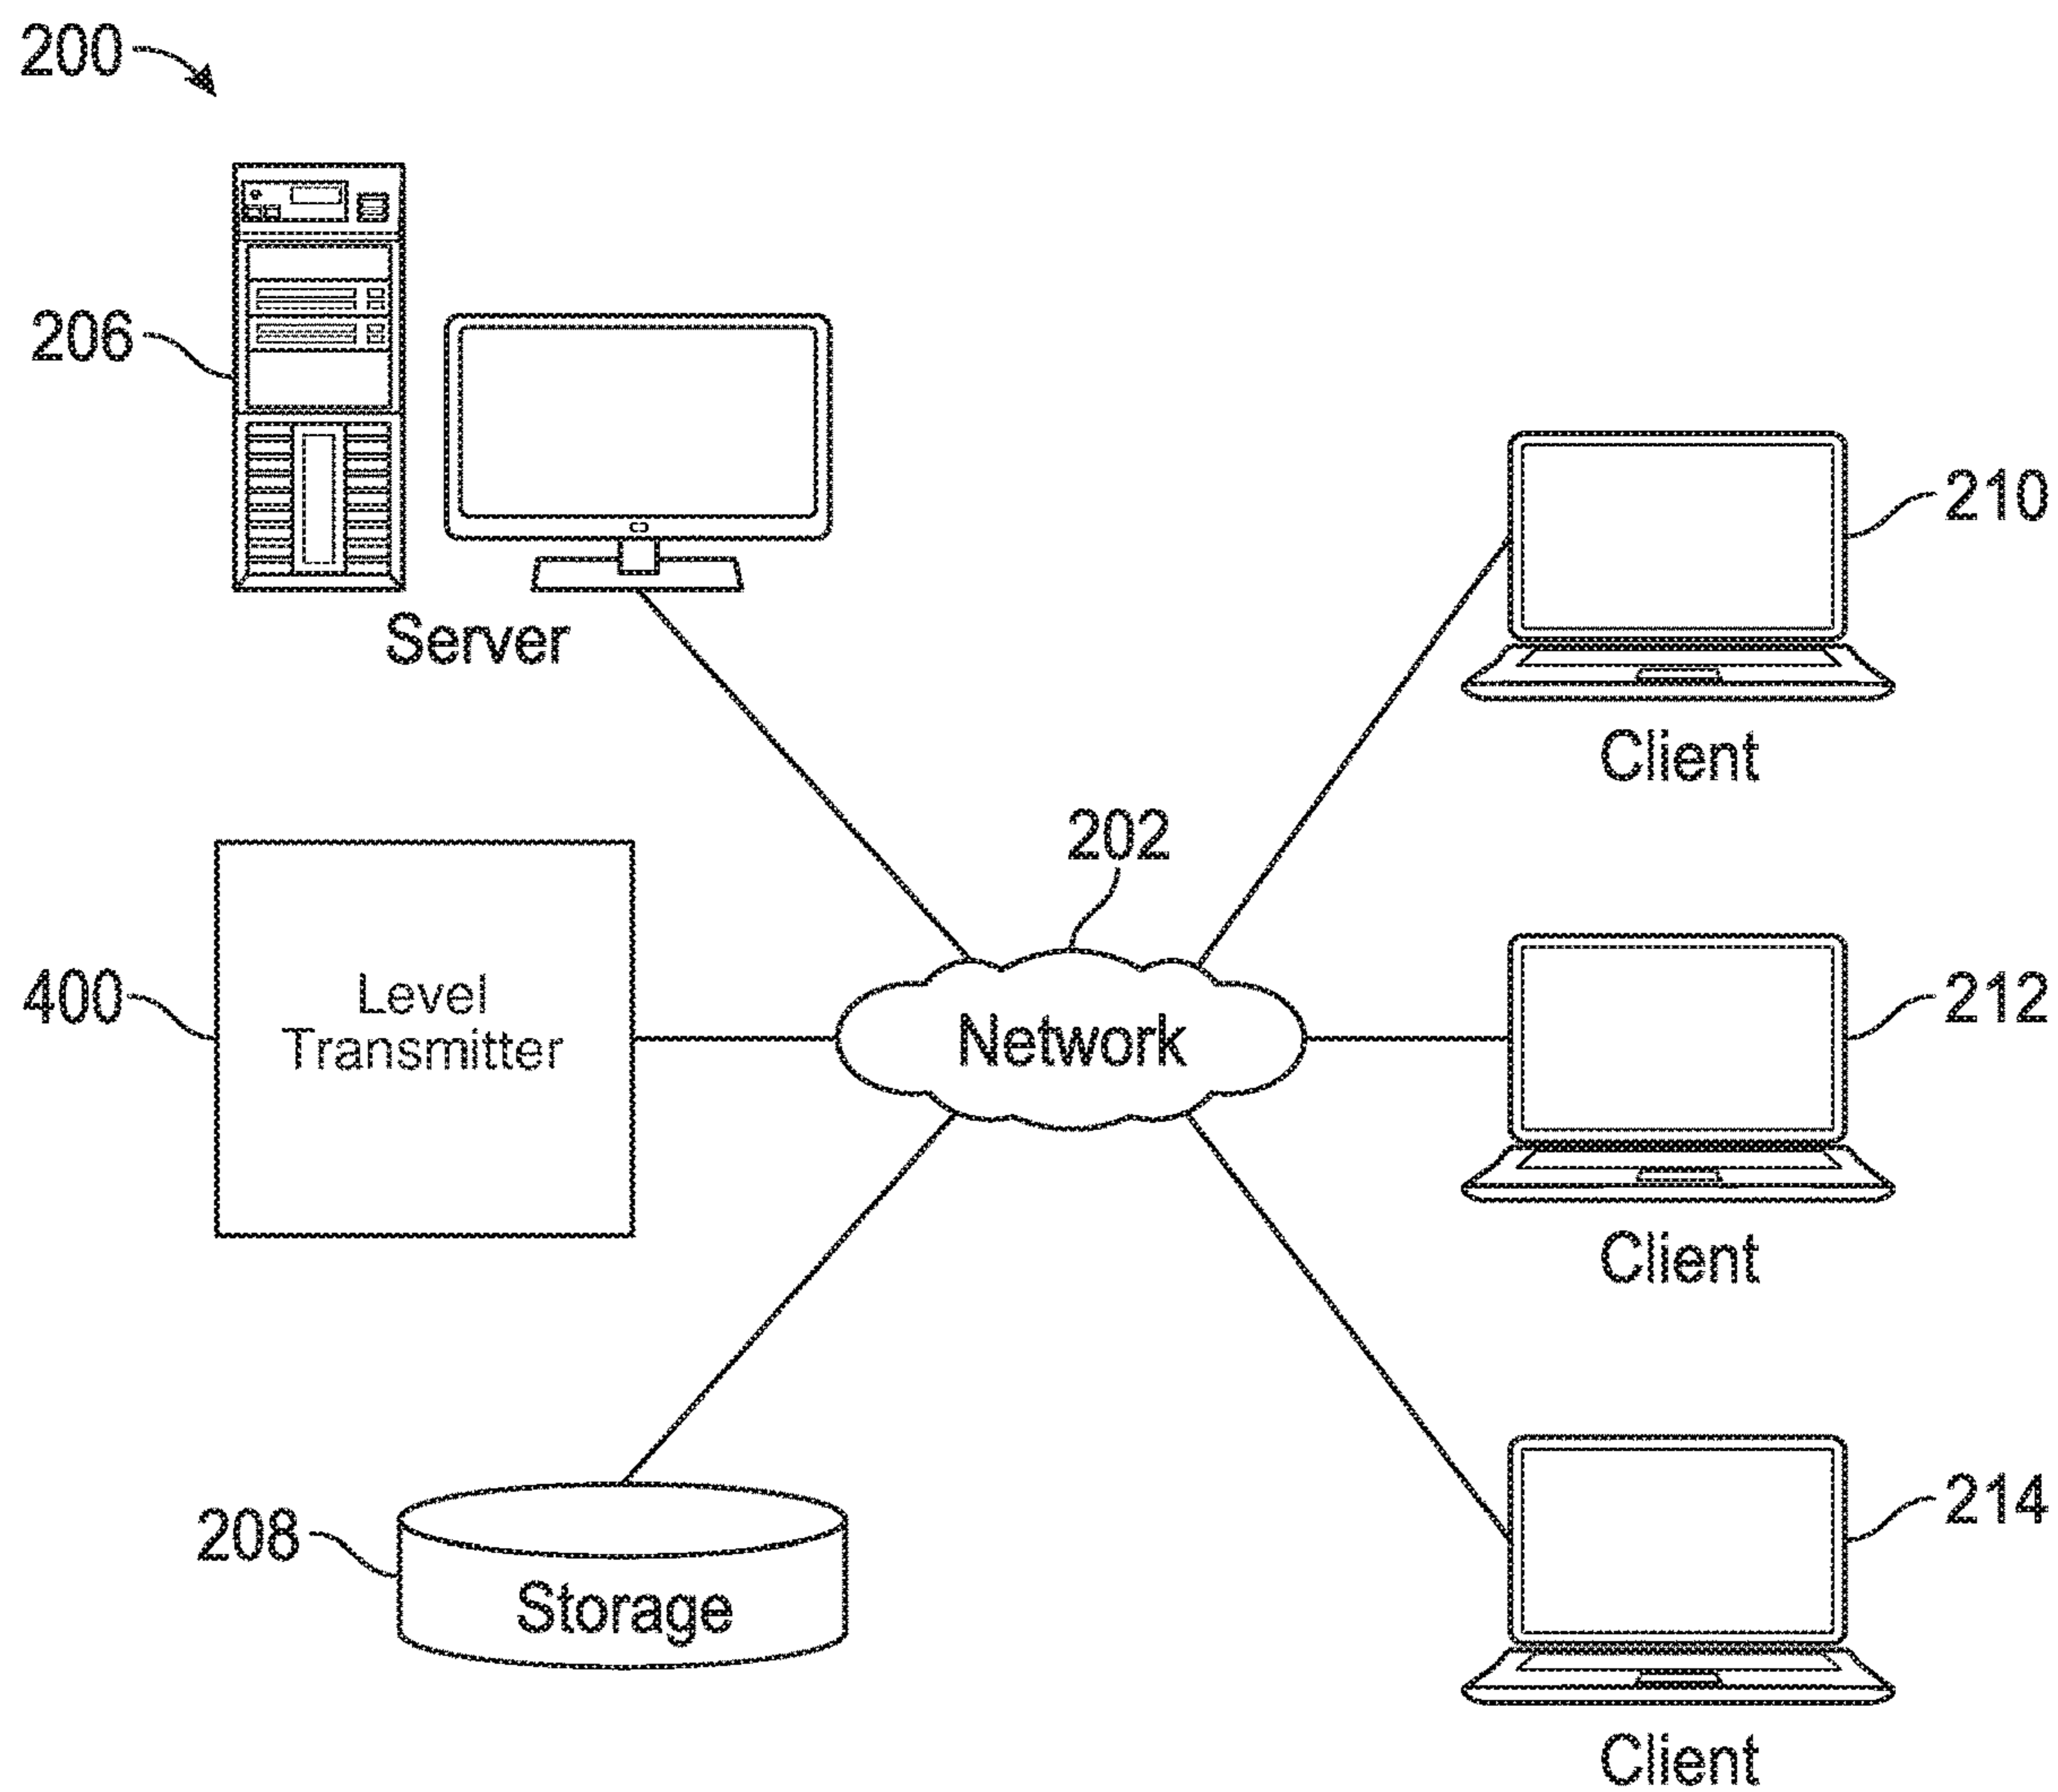 200
206
Server
210
Client
202
400
Level
Transmitter
Network
212
Client
208
Storage
214
Client